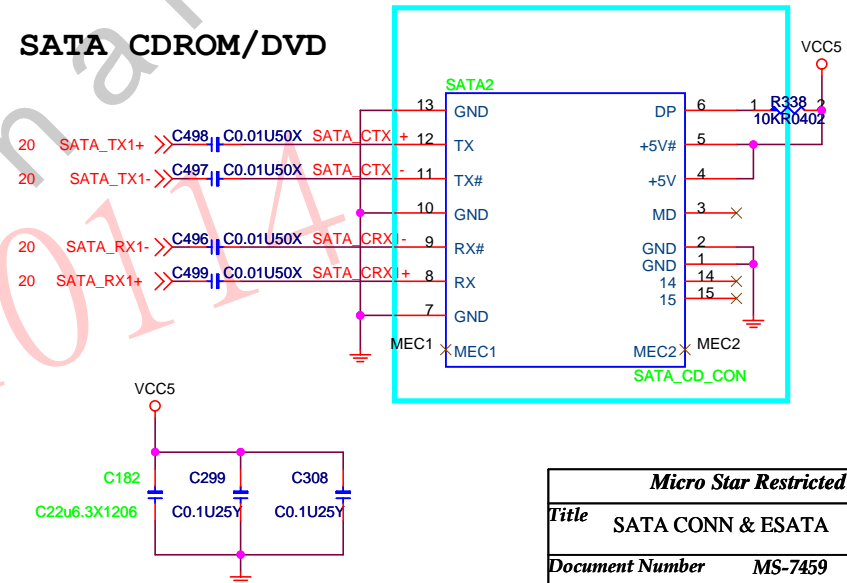 SATA CDROM/DVD
VCC5
SATA2
13 GND DP 6 1 R338 2
10KR0402
20 SATA_TX1+ C498 C0.01U50X SATA_CTX + 12 TX +5V# 5
20 SATA_TX1- C497 C0.01U50X SATA_CTX - 11 TX# +5V 4
10 GND MD 3
20 SATA_RX1- C496 C0.01U50X SATA_CRX1- 9 RX# GND 2
GND 1
20 SATA_RX1+ C499 C0.01U50X SATA_CRX1+ 8 RX 14 14
15 15
7 GND
MEC1 MEC1 MEC2 MEC2
SATA_CD_CON
VCC5
C182 C299 C308
C22u6.3X1206 C0.1U25Y C0.1U25Y
Micro Star Restricted
Title SATA CONN & ESATA
Document Number MS-7459